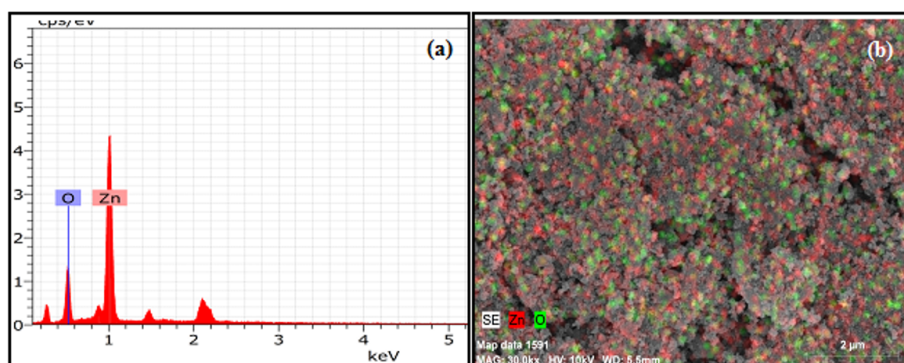 cps/eV
(a)
6
5
4
3
2
1
0
O Zn
1 2 3 4 5
keV
(b)
SE Zn O
Map data 1591
MAG: 30.0kx HV: 10kV WD: 5.5mm
2 µm